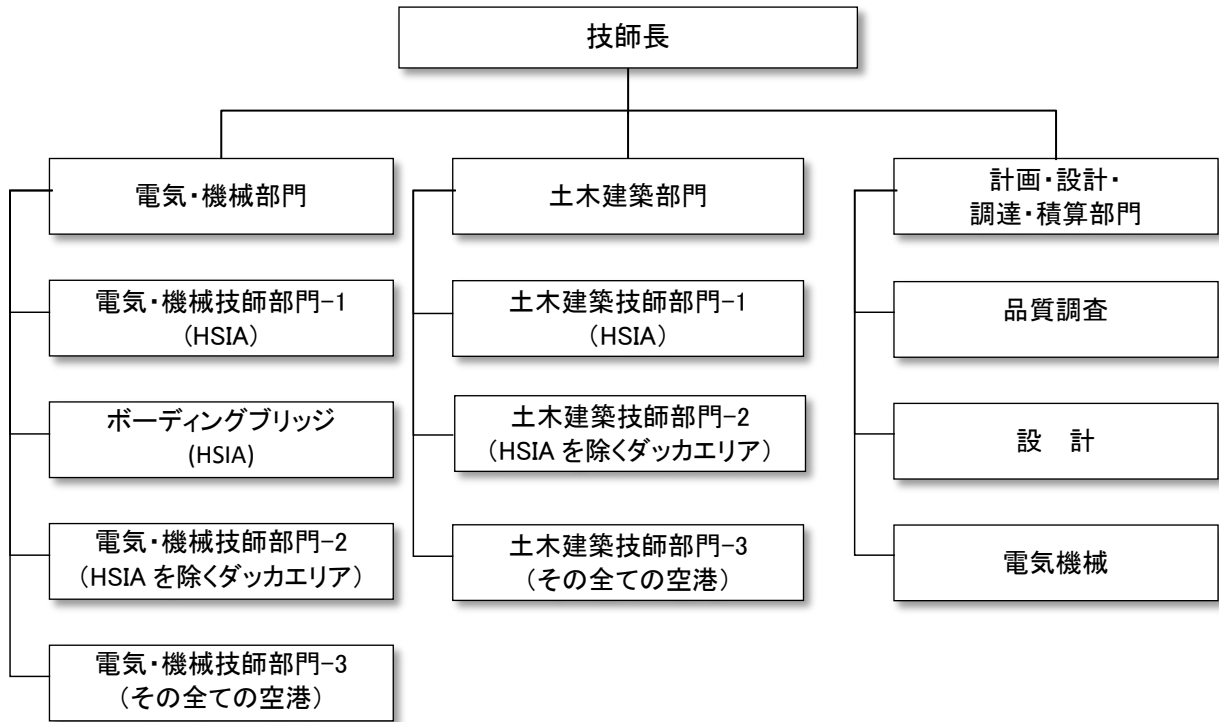 技師長
電気・機械部門
電気・機械技師部門-1
(HSIA)
ボーディングブリッジ
(HSIA)
電気・機械技師部門-2
(HSIA を除くダッカエリア)
電気・機械技師部門-3
(その全ての空港)
土木建築部門
土木建築技師部門-1
(HSIA)
土木建築技師部門-2
(HSIA を除くダッカエリア)
土木建築技師部門-3
(その全ての空港)
計画・設計・
調達・積算部門
品質調査
設　計
電気機械